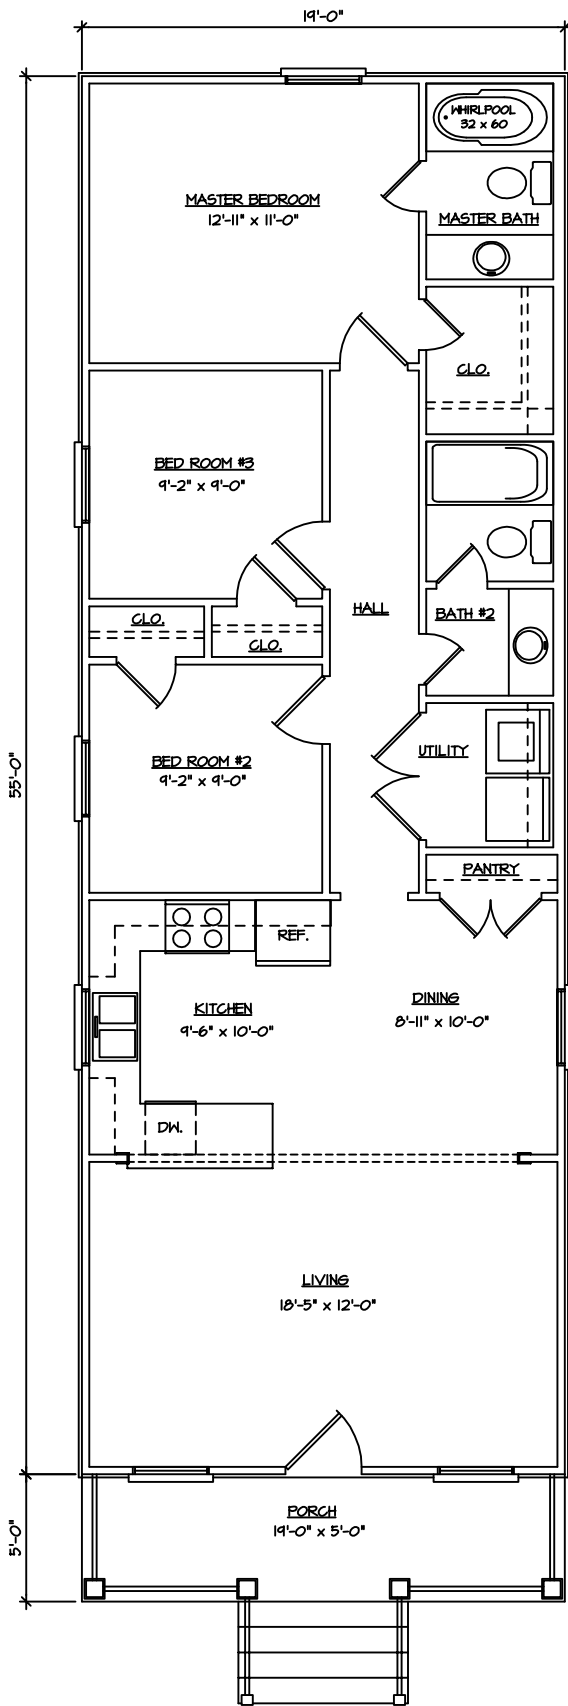 19'-0"
WHIRLPOOL
32 x 60
MASTER BEDROOM
12'-11" x 11'-0"
MASTER BATH
CLO.
BED ROOM #3
9'-2" x 9'-0"
HALL
BATH #2
CLO.
CLO.
UTILITY
BED ROOM #2
9'-2" x 9'-0"
55'-0"
PANTRY
REF.
KITCHEN
9'-6" x 10'-0"
DINING
8'-11" x 10'-0"
DW.
LIVING
18'-5" x 12'-0"
PORCH
19'-0" x 5'-0"
5'-0"